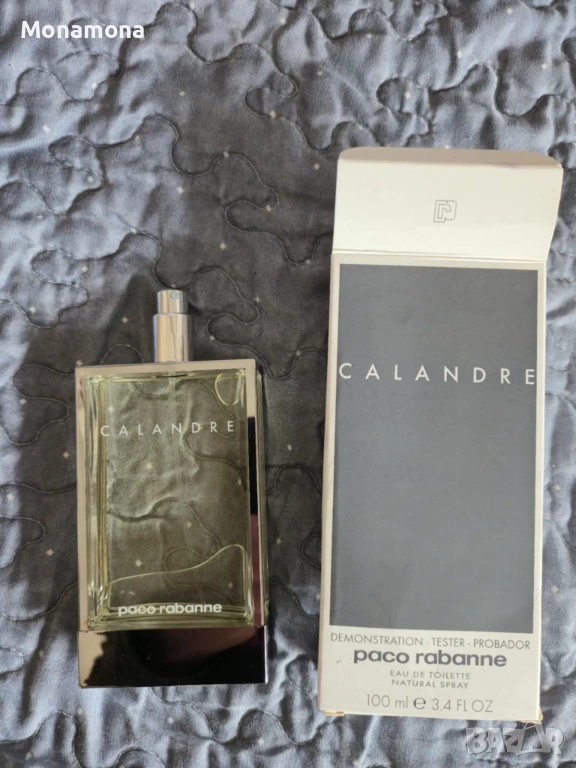 Monamona
CALANDRE
paco rabanne
CALANDRE
DEMONSTRATION - TESTER - PROBADOR
paco rabanne
EAU DE TOILETTE
NATURAL SPRAY
100 ml e 3.4 FL OZ
BAZAR